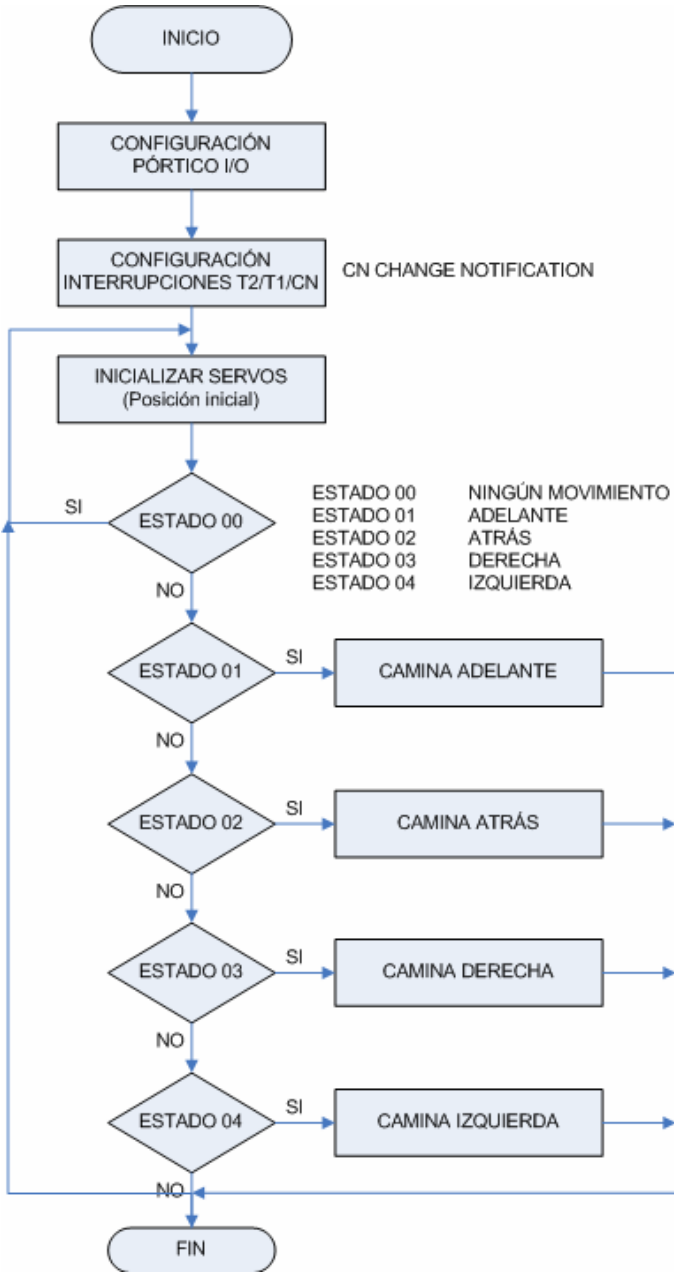 INICIO
CONFIGURACIÓN
PÓRTICO I/O
CONFIGURACIÓN
INTERRUPCIONES T2/T1/CN
CN CHANGE NOTIFICATION
INICIALIZAR SERVOS
(Posición inicial)
SI
ESTADO 00
ESTADO 00 NINGÚN MOVIMIENTO
ESTADO 01 ADELANTE
ESTADO 02 ATRÁS
ESTADO 03 DERECHA
ESTADO 04 IZQUIERDA
NO
ESTADO 01
SI
CAMINA ADELANTE
NO
ESTADO 02
SI
CAMINA ATRÁS
NO
ESTADO 03
SI
CAMINA DERECHA
NO
ESTADO 04
SI
CAMINA IZQUIERDA
NO
FIN